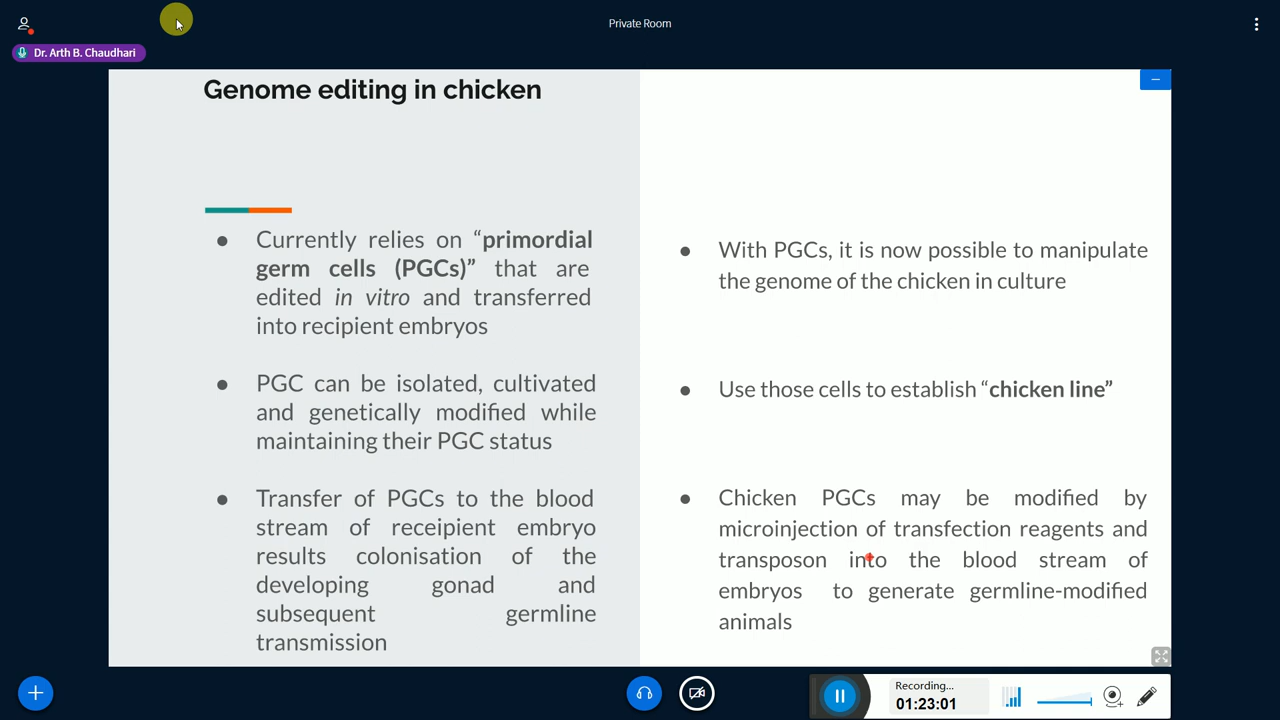 Private Room
Dr. Arth B. Chaudhari
Genome editing in chicken
● Currently relies on “primordial
germ cells (PGCs)” that are
edited in vitro and transferred
into recipient embryos
● PGC can be isolated, cultivated
and genetically modified while
maintaining their PGC status
● Transfer of PGCs to the blood
stream of receipient embryo
results colonisation of the
developing gonad and
subsequent germline
transmission
● With PGCs, it is now possible to manipulate
the genome of the chicken in culture
● Use those cells to establish “chicken line”
● Chicken PGCs may be modified by
microinjection of transfection reagents and
transposon into the blood stream of
embryos to generate germline-modified
animals
Recording...
01:23:01